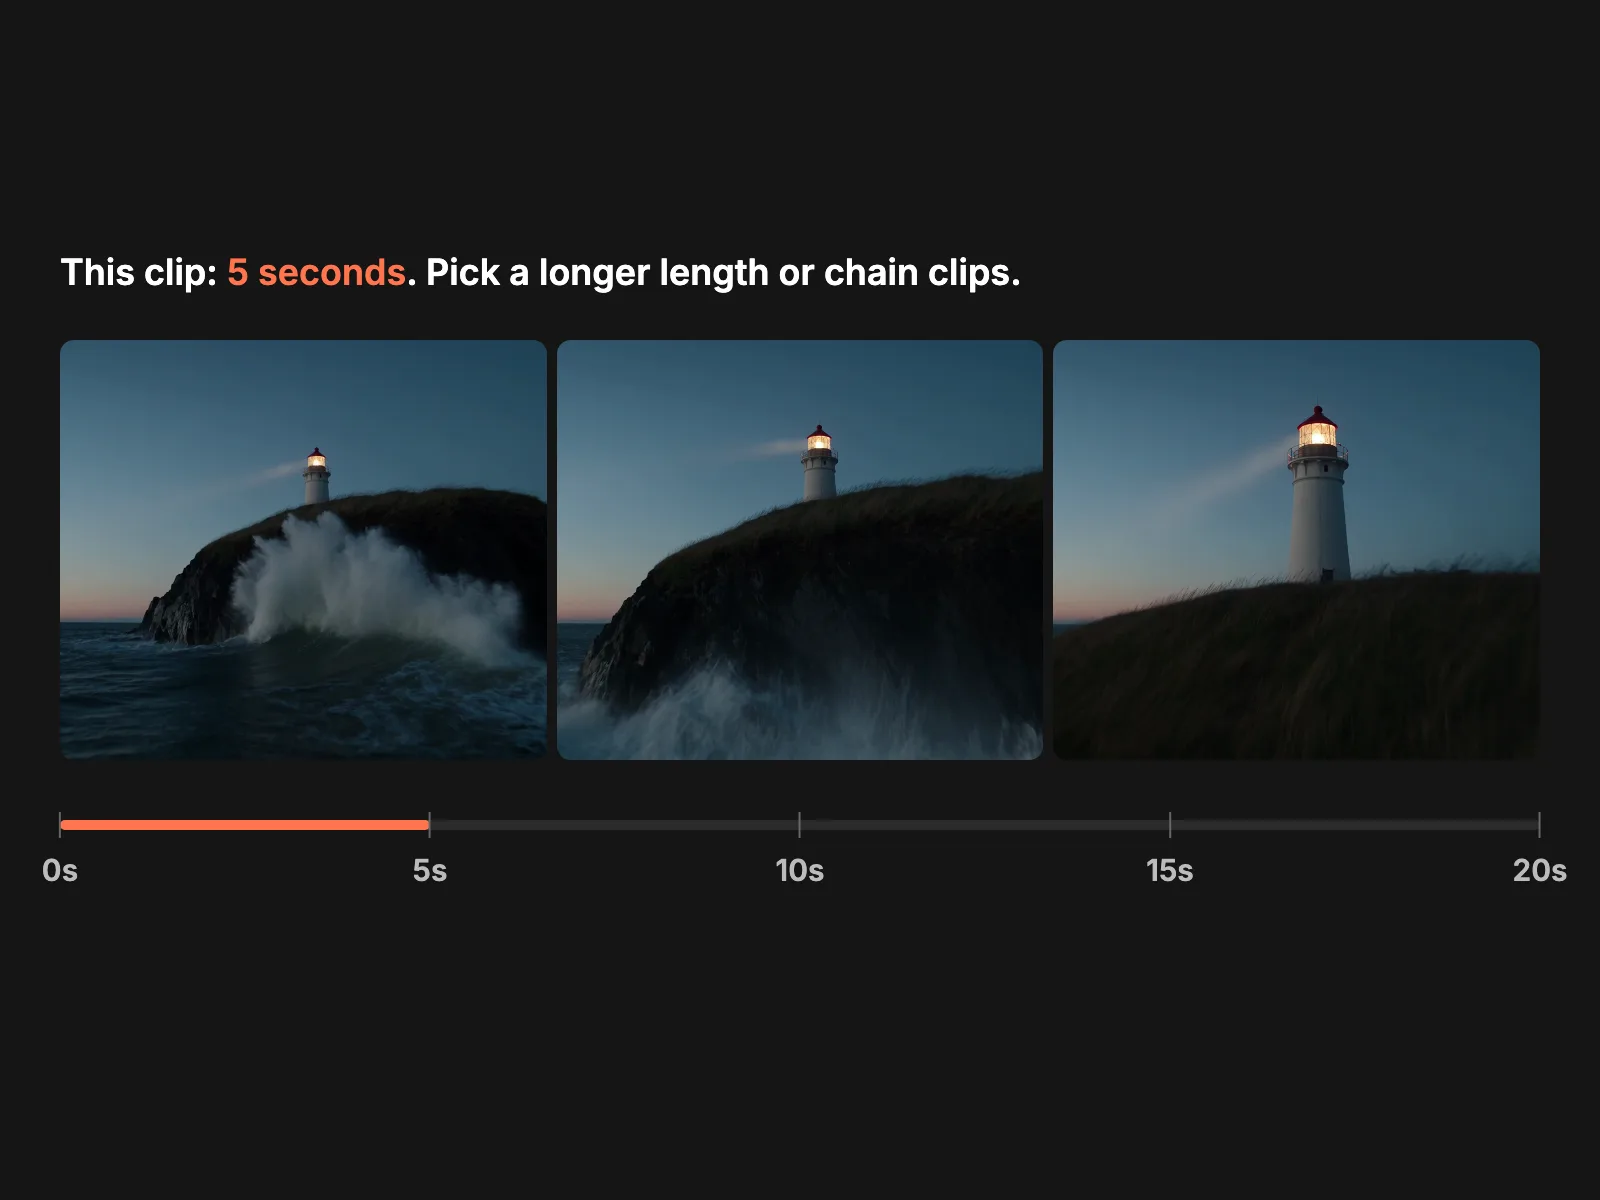 This clip: 5 seconds. Pick a longer length or chain clips.
0s 5s 10s 15s 20s